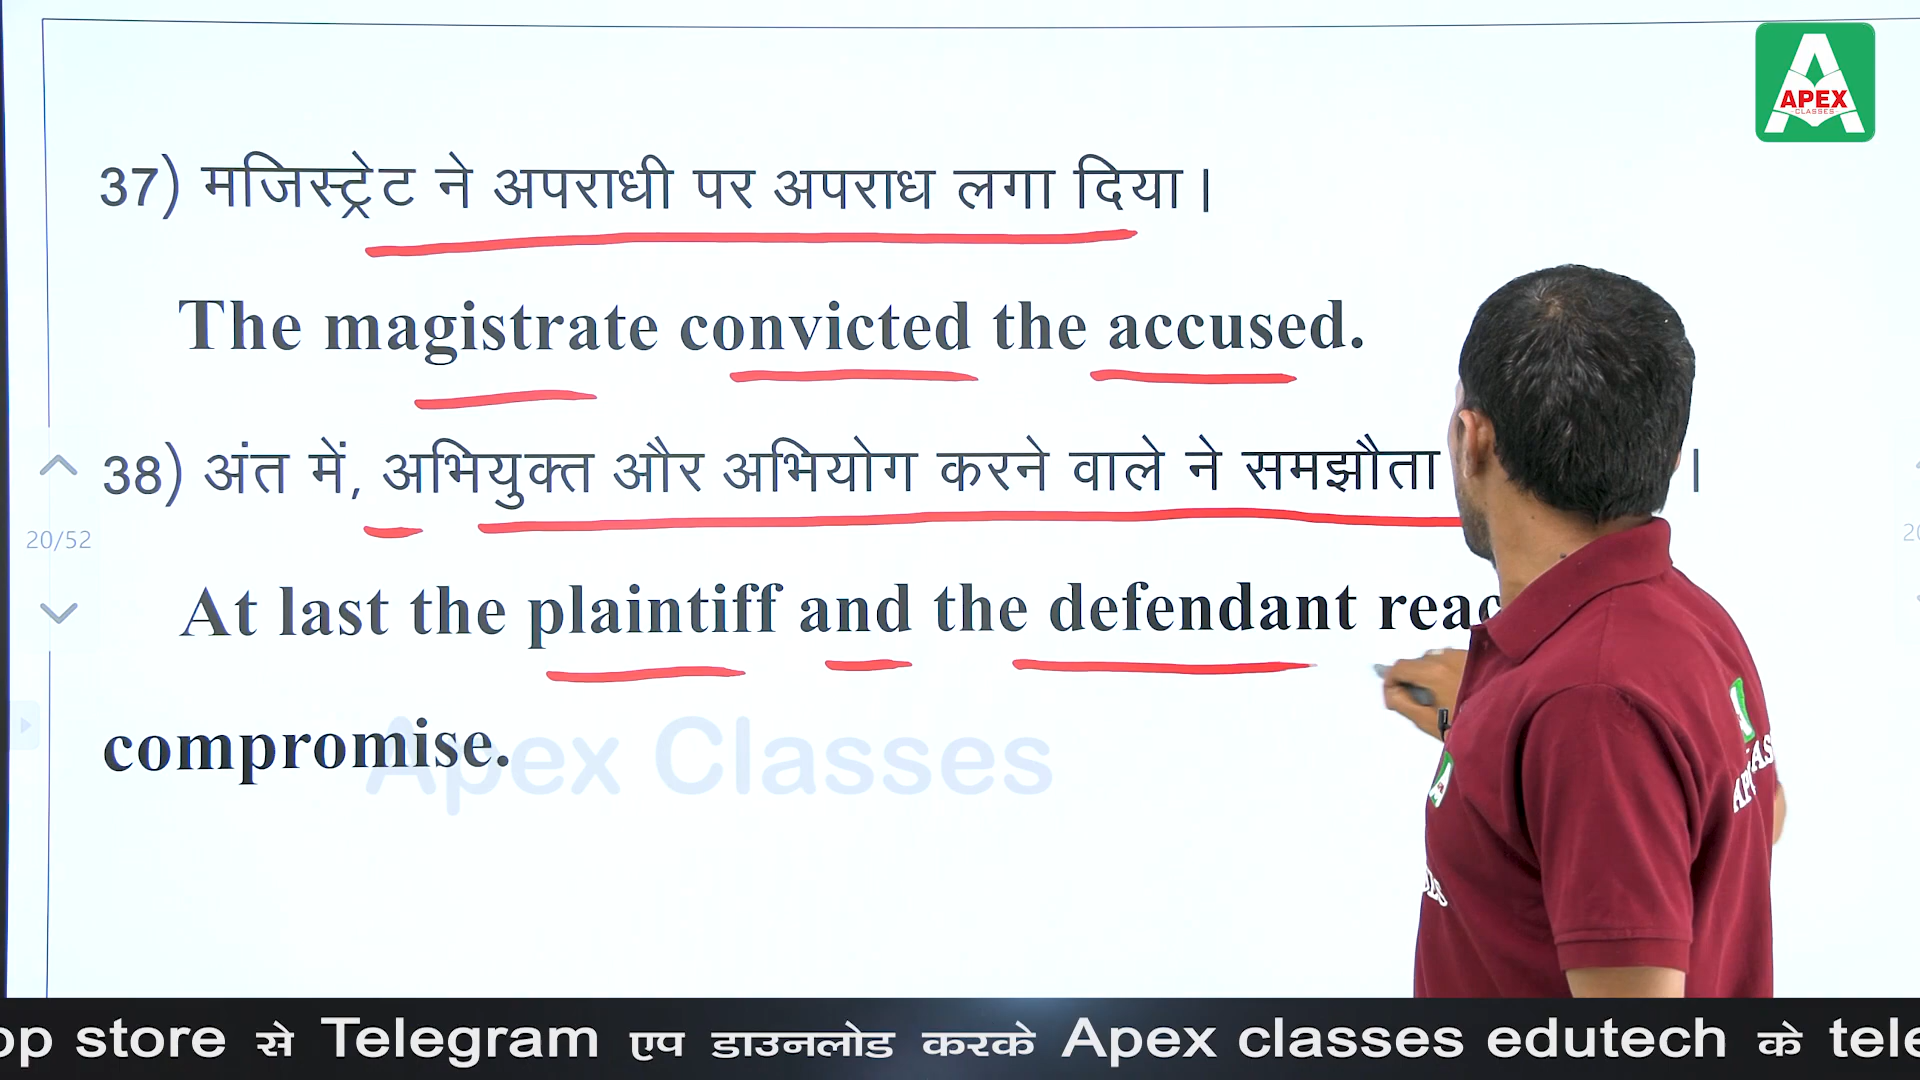 APEX
CLASSES
37) मजिस्ट्रेट ने अपराधी पर अपराध लगा दिया।
The magistrate convicted the accused.
38) अंत में, अभियुक्त और अभियोग करने वाले ने समझौता ।
20/52
At last the plaintiff and the defendant
compromise.
Apex Classes
store से Telegram एप डाउनलोड करके Apex classes edutech के